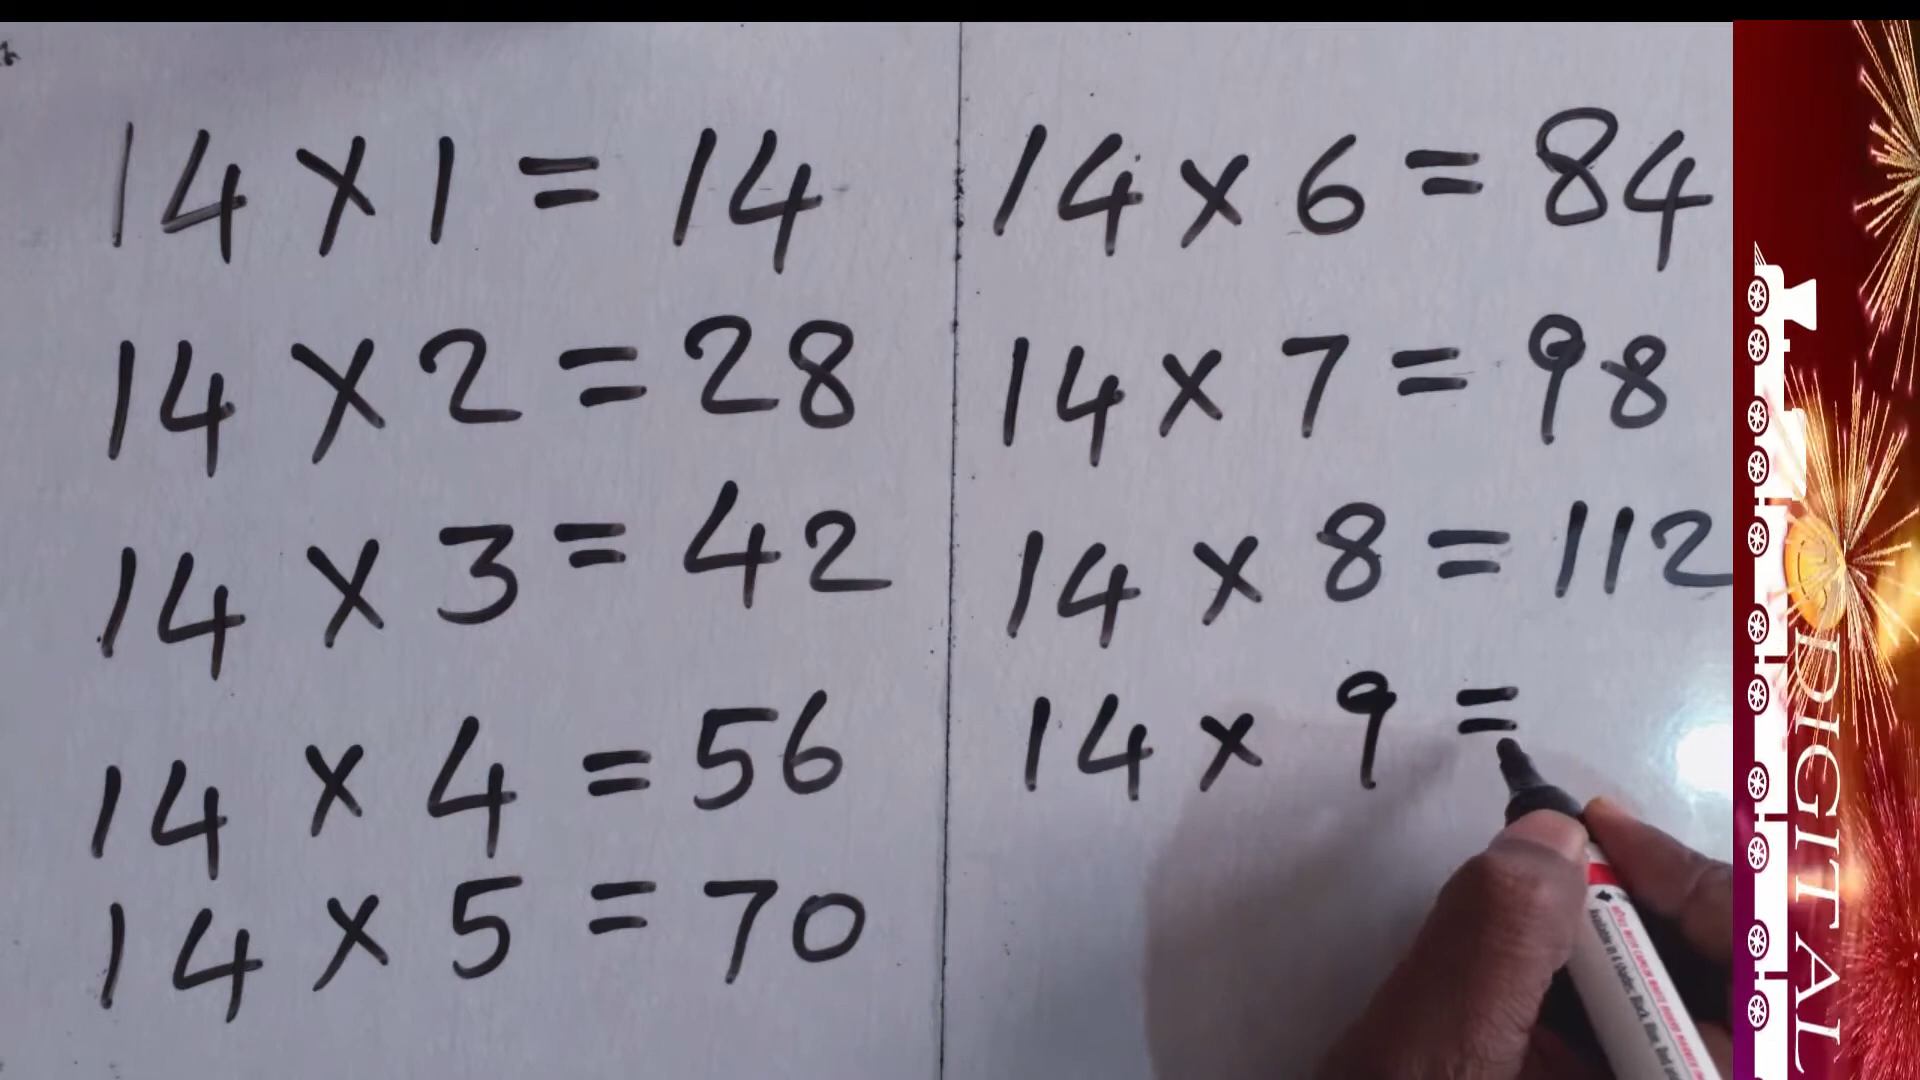 14 x 1 = 14
14 x 2 = 28
14 x 3 = 42
14 x 4 = 56
14 x 5 = 70
14 x 6 = 84
14 x 7 = 98
14 x 8 = 112
14 x 9 =
DIGITAL